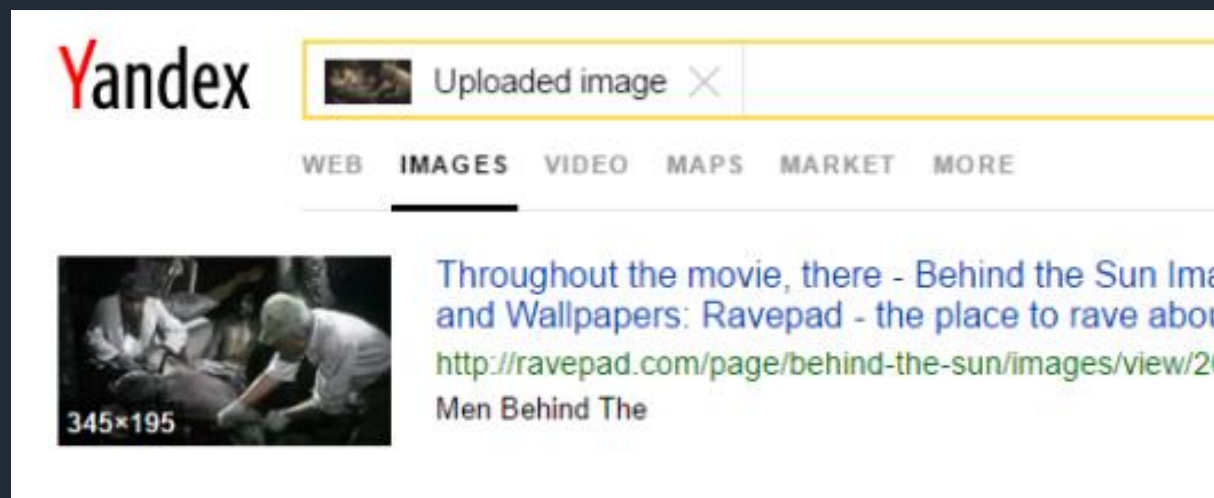 Yandex
Uploaded image
WEB IMAGES VIDEO MAPS MARKET MORE
345×195
Throughout the movie, there - Behind the Sun Ima
and Wallpapers: Ravepad - the place to rave abou
http://ravepad.com/page/behind-the-sun/images/view/20
Men Behind The